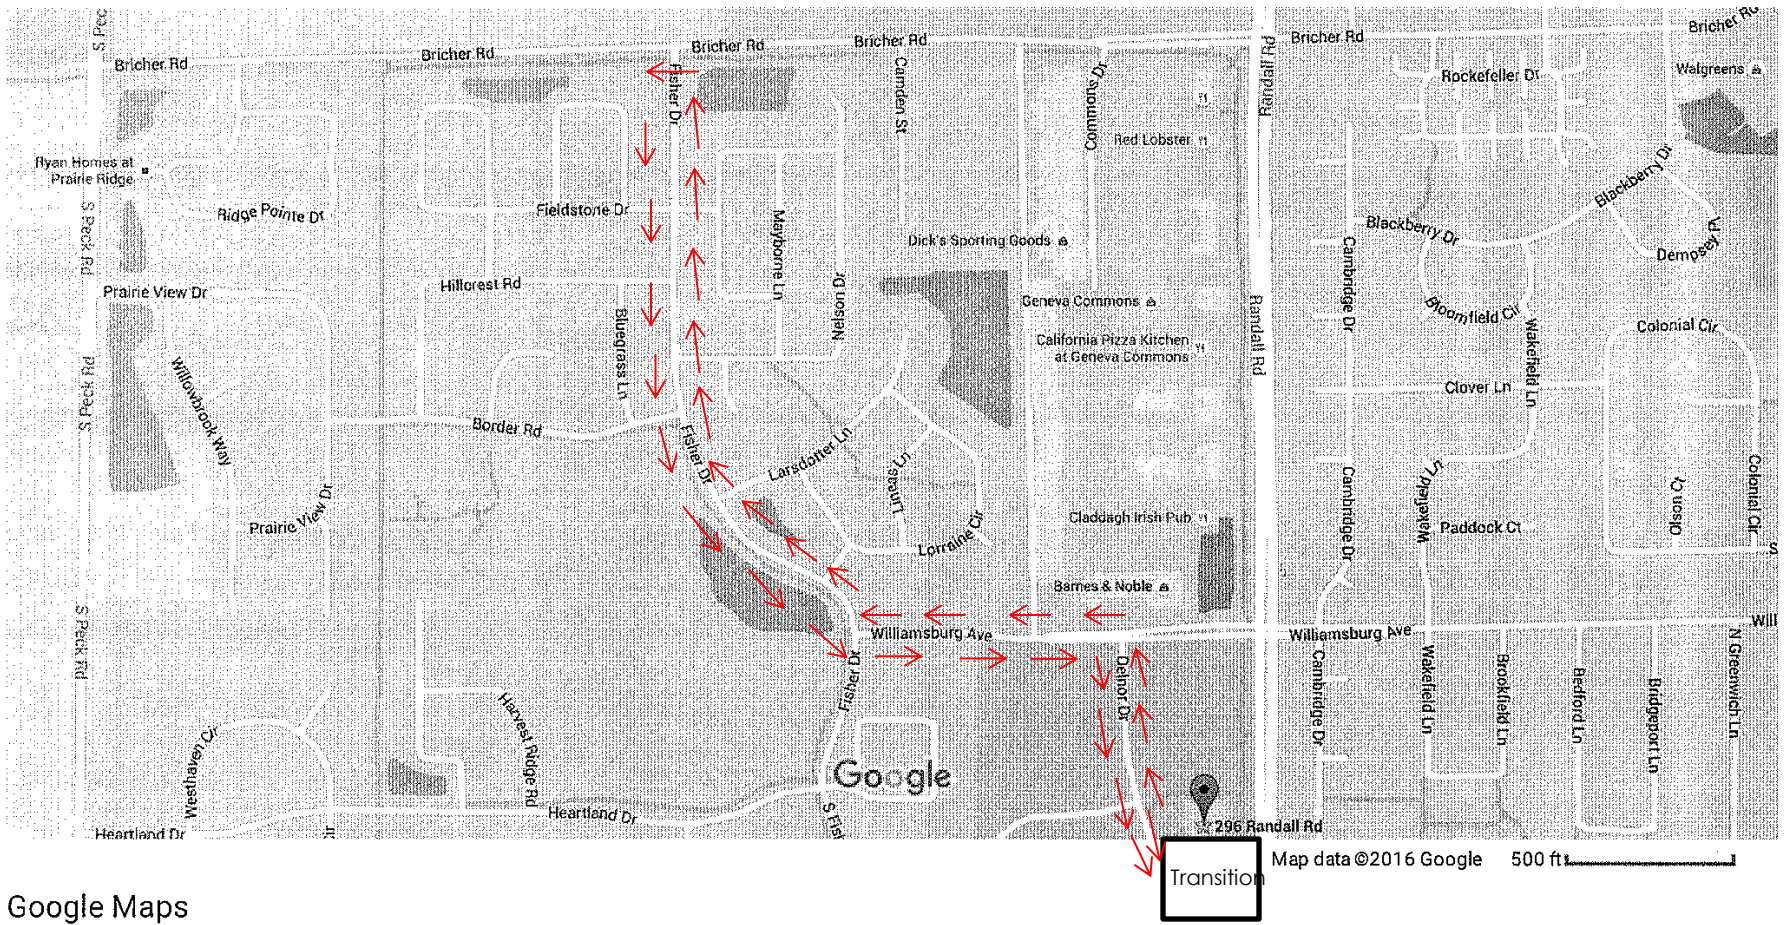 S Pec
Bricher Rd
Bricher Rd
Bricher Rd
Bricher Rd
Bricher Rd
Bricher Rd
Fisher Dr
Camden St
Commons Dr
Randall Rd
Rockefeller Dr
Walgreens
Red Lobster
Ryan Homes at
Prairie Ridge
Ridge Pointe Dr
Fieldstone Dr
Mayborne Ln
Dick's Sporting Goods
Blackberry Dr
Blackberry Dr
Dempsey Pl
S Peck Rd
Prairie View Dr
Hillcrest Rd
Nelson Dr
Geneva Commons
Cambridge Dr
Bloomfield Cir
Colonial Cir
Bluegrass Ln
California Pizza Kitchen
at Geneva Commons
Randall Rd
Wakefield Ln
S Peck Rd
Willowbrook Way
Clover Ln
Border Rd
Fisher Dr
Larsdotter Ln
Lauras Ln
Cambridge Dr
Wakefield Ln
Olson Ct
Colonial Cir
Prairie View Dr
Claddagh Irish Pub
Lorraine Cir
Paddock Ct
S
Barnes & Noble
S Peck Rd
Williamsburg Ave
Williamsburg Ave
Will
Fisher Dr
Delnor Dr
Cambridge Dr
Wakefield Ln
Brookfield Ln
Redford Ln
Bridgeport Ln
N Greenwich Ln
Westhaven Cir
Harvest Ridge Rd
Google
Heartland Dr
Heartland Dr
S Fish
296 Randall Rd
Transition
Map data ©2016 Google
500 ft
Google Maps